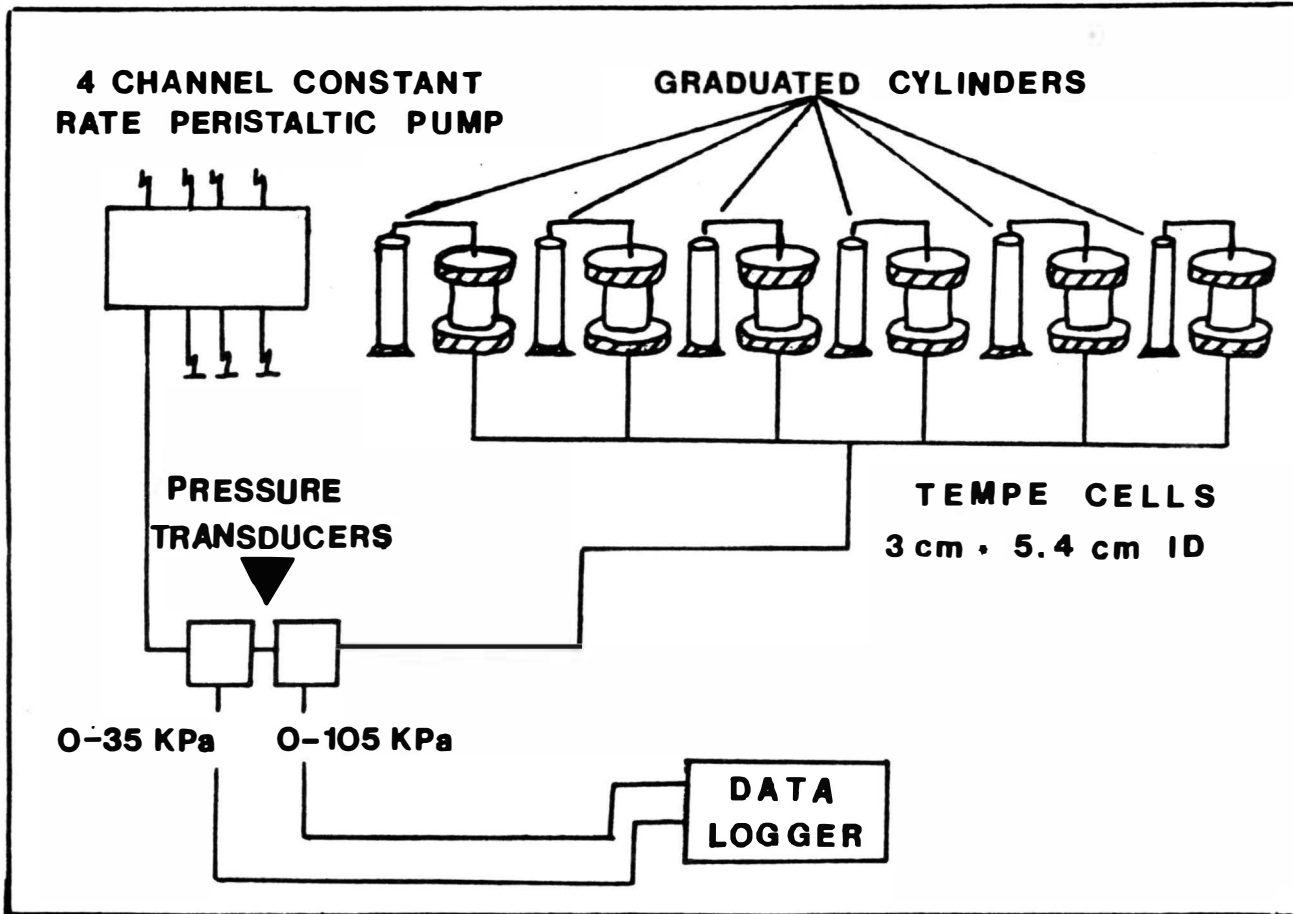 4 CHANNEL CONSTANT
RATE PERISTALTIC PUMP
GRADUATED CYLINDERS
PRESSURE
TRANSDUCERS
TEMPE CELLS
3 cm · 5.4 cm ID
0-35 KPa
0-105 KPa
DATA
LOGGER